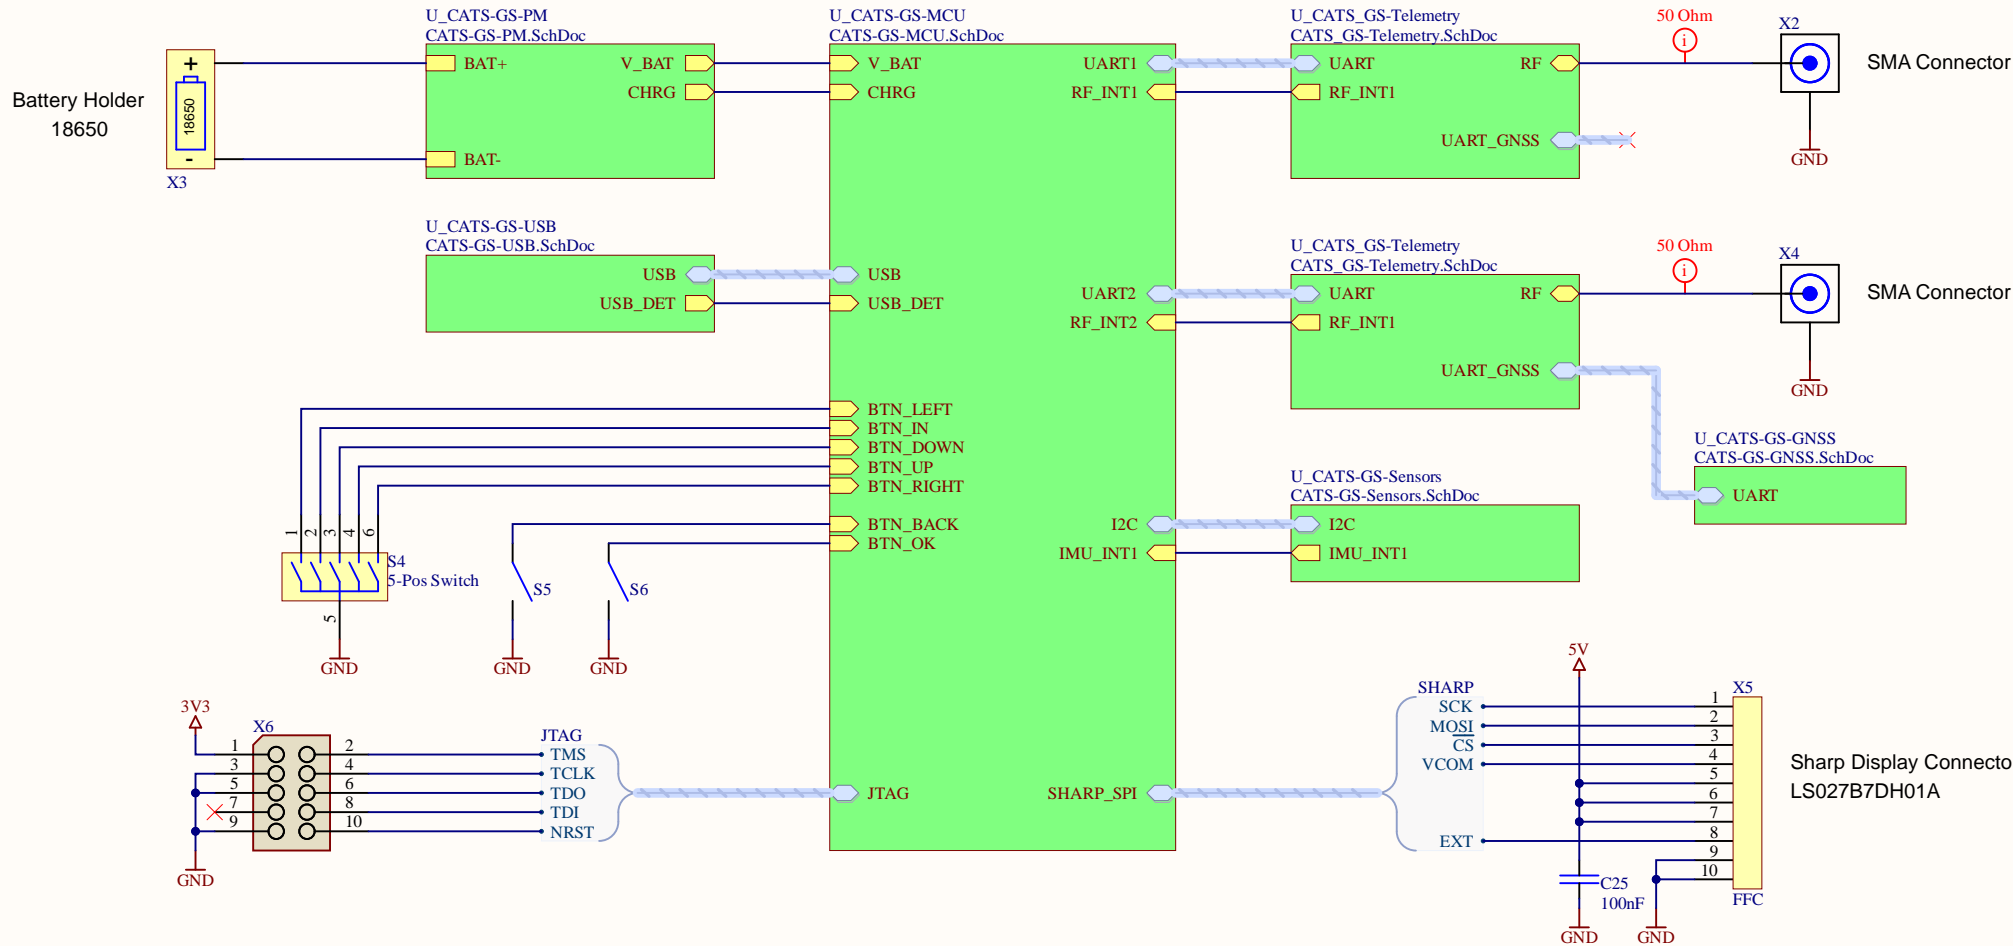 U_CATS-GS-PM
CATS-GS-PM.SchDoc
BAT+
V_BAT
CHRG
BAT-
Battery Holder
18650
+
18650
-
X3
U_CATS-GS-USB
CATS-GS-USB.SchDoc
USB
USB_DET
U_CATS-GS-MCU
CATS-GS-MCU.SchDoc
V_BAT
CHRG
USB
USB_DET
BTN_LEFT
BTN_IN
BTN_DOWN
BTN_UP
BTN_RIGHT
BTN_BACK
BTN_OK
JTAG
UART1
RF_INT1
UART2
RF_INT2
I2C
IMU_INT1
SHARP_SPI
U_CATS_GS-Telemetry
CATS_GS-Telemetry.SchDoc
UART
RF
RF_INT1
UART_GNSS
50 Ohm
i
X2
SMA Connector
GND
U_CATS_GS-Telemetry
CATS_GS-Telemetry.SchDoc
UART
RF
RF_INT1
UART_GNSS
50 Ohm
i
X4
SMA Connector
GND
U_CATS-GS-GNSS
CATS-GS-GNSS.SchDoc
UART
U_CATS-GS-Sensors
CATS-GS-Sensors.SchDoc
I2C
IMU_INT1
1
2
3
4
6
S4
5-Pos Switch
5
GND
S5
GND
S6
GND
3V3
X6
1
3
5
7
9
2
4
6
8
10
GND
JTAG
TMS
TCLK
TDO
TDI
NRST
SHARP
SCK
MOSI
CS
VCOM
EXT
5V
C25
100nF
GND
GND
X5
1
2
3
4
5
6
7
8
9
10
FFC
Sharp Display Connecto
LS027B7DH01A